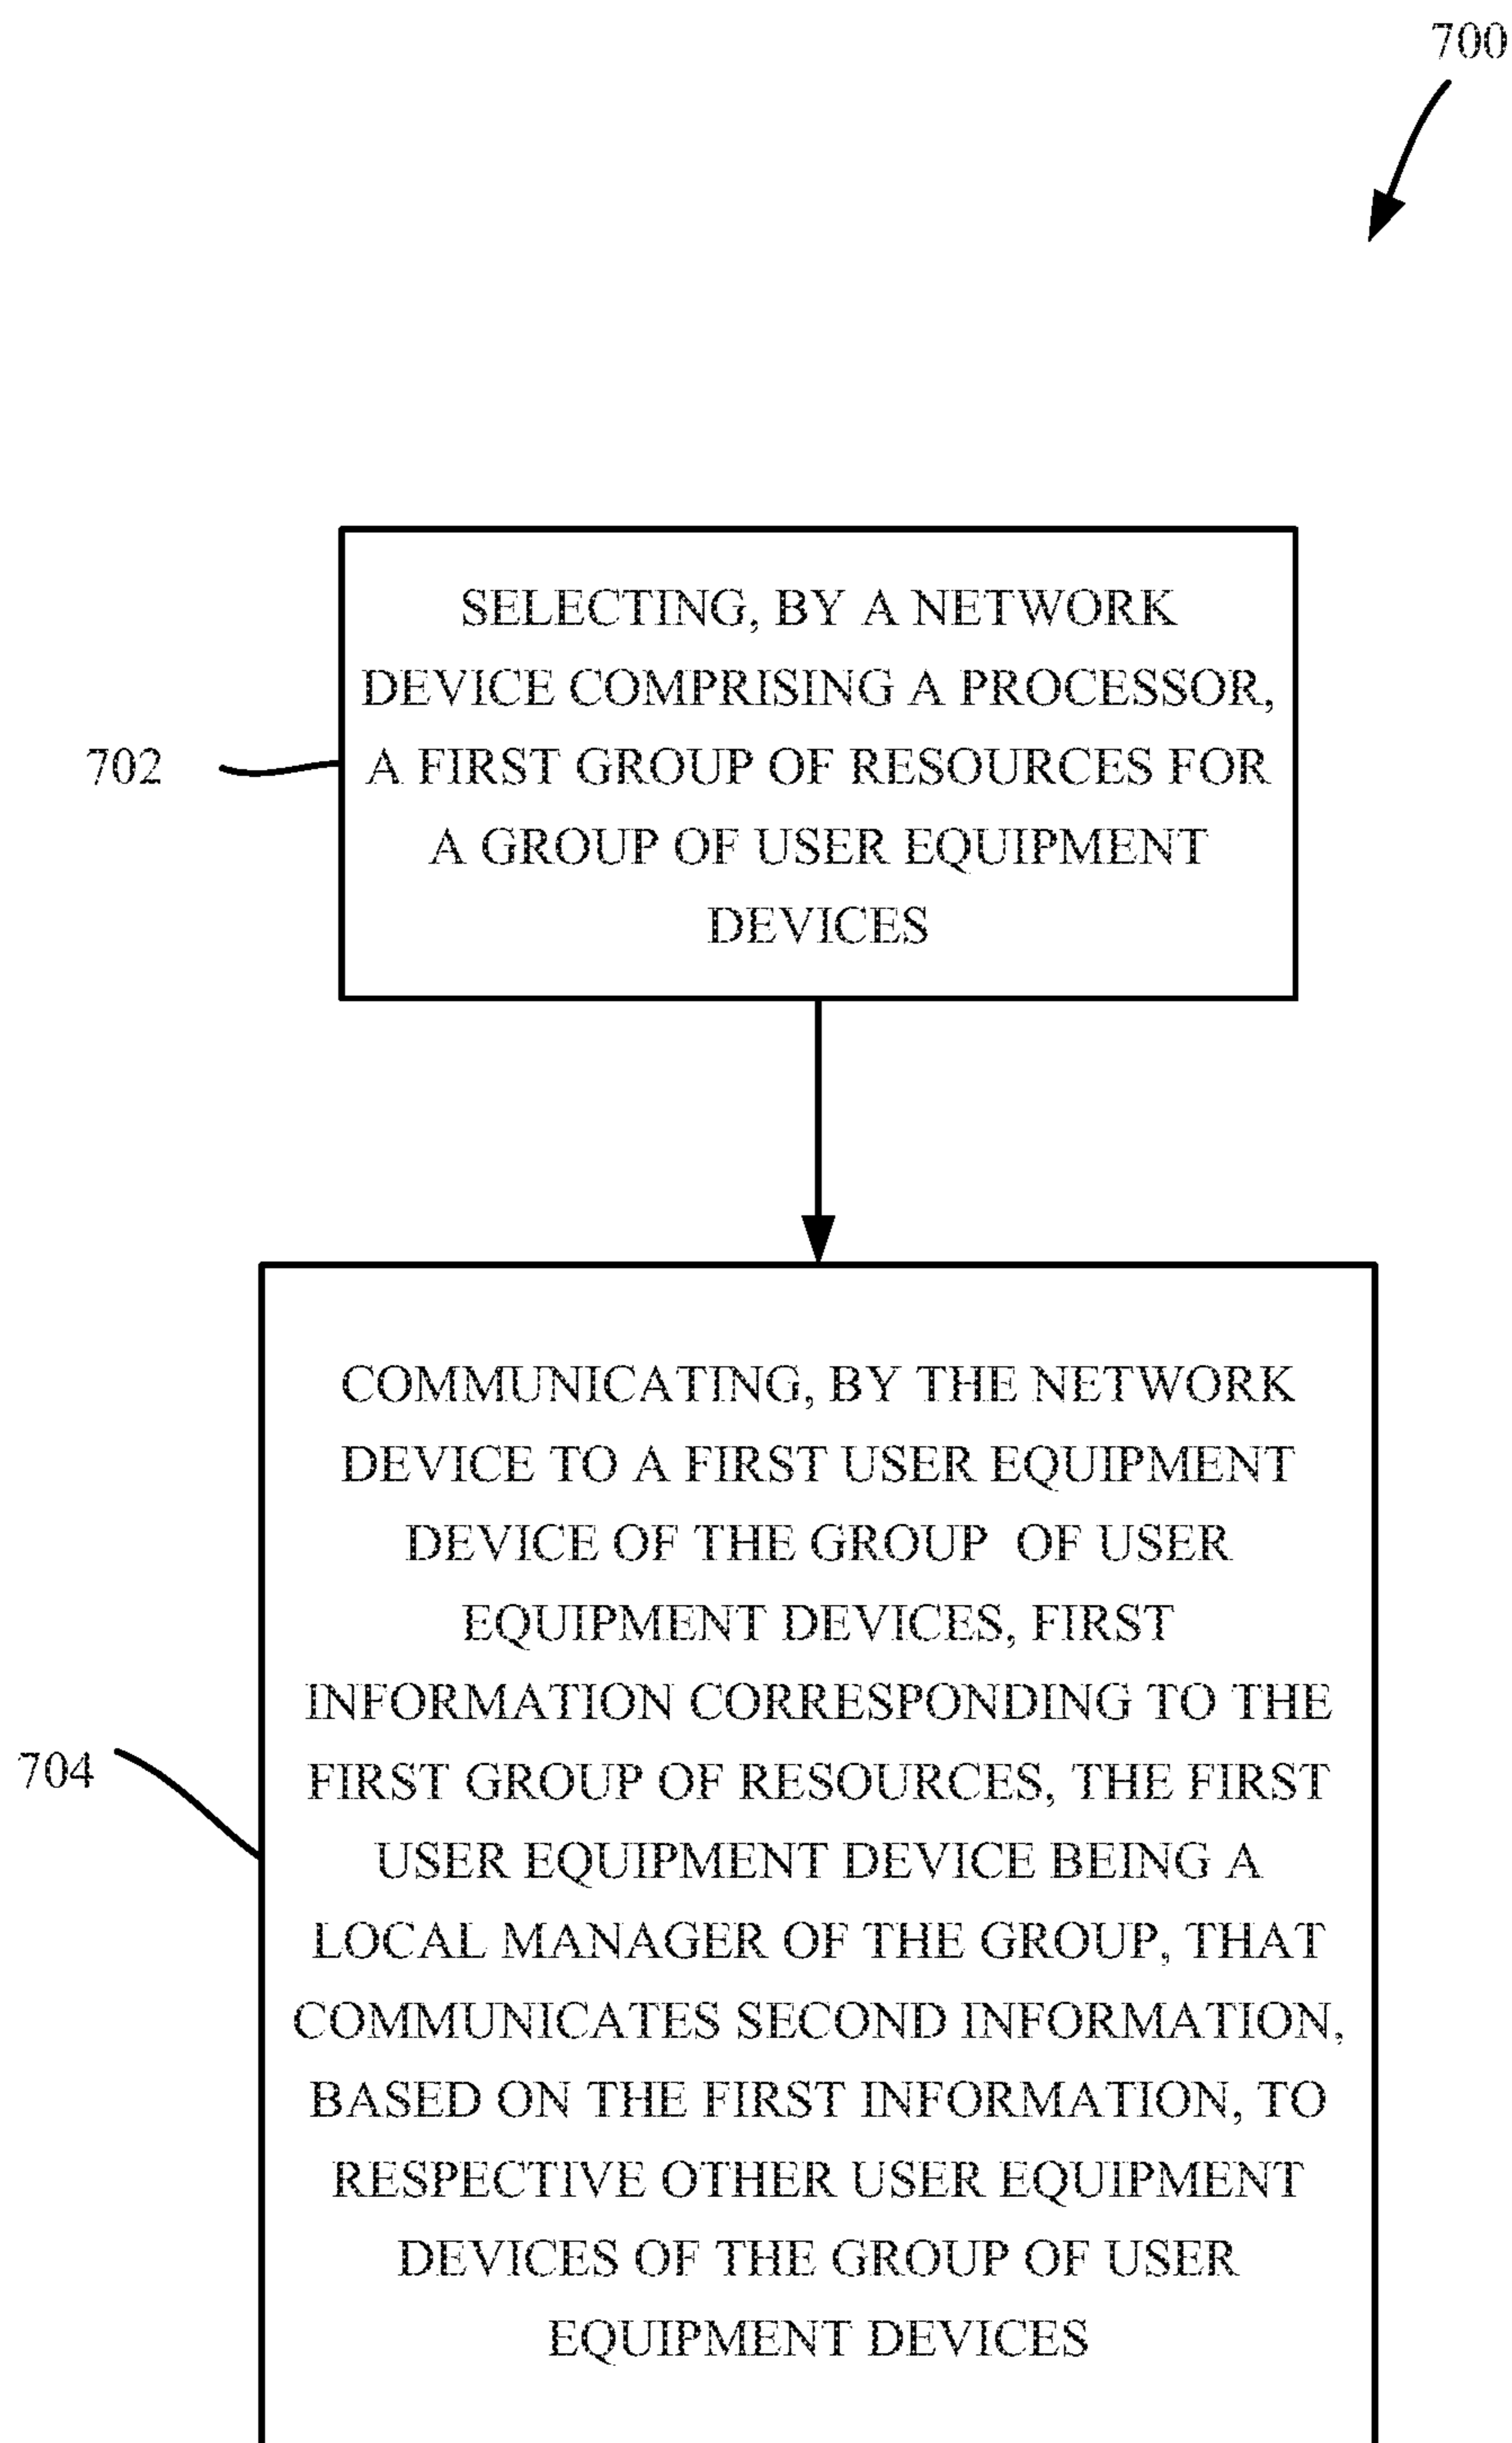 700
SELECTING, BY A NETWORK
DEVICE COMPRISING A PROCESSOR,
A FIRST GROUP OF RESOURCES FOR
A GROUP OF USER EQUIPMENT
DEVICES
702
COMMUNICATING, BY THE NETWORK
DEVICE TO A FIRST USER EQUIPMENT
DEVICE OF THE GROUP OF USER
EQUIPMENT DEVICES, FIRST
INFORMATION CORRESPONDING TO THE
FIRST GROUP OF RESOURCES, THE FIRST
USER EQUIPMENT DEVICE BEING A
LOCAL MANAGER OF THE GROUP, THAT
COMMUNICATES SECOND INFORMATION,
BASED ON THE FIRST INFORMATION, TO
RESPECTIVE OTHER USER EQUIPMENT
DEVICES OF THE GROUP OF USER
EQUIPMENT DEVICES
704